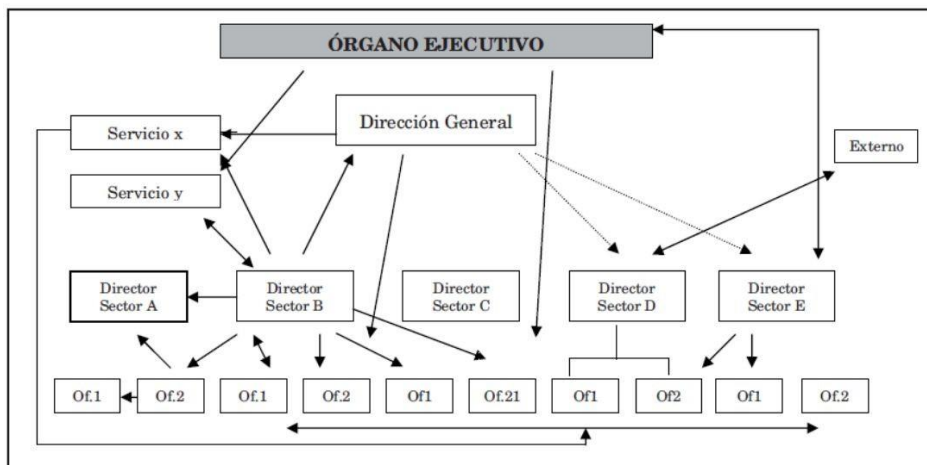 ÓRGANO EJECUTIVO
Dirección General
Servicio x
Externo
Servicio y
Director
Sector A
Director
Sector B
Director
Sector C
Director
Sector D
Director
Sector E
Of.1
Of.2
Of.1
Of.2
Of1
Of.21
Of1
Of2
Of1
Of.2